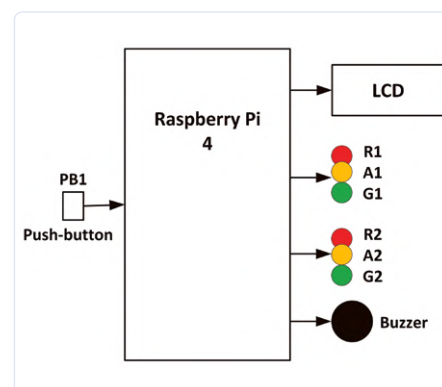 Raspberry Pi
4
LCD
R1
A1
G1
PB1
Push-button
R2
A2
G2
Buzzer